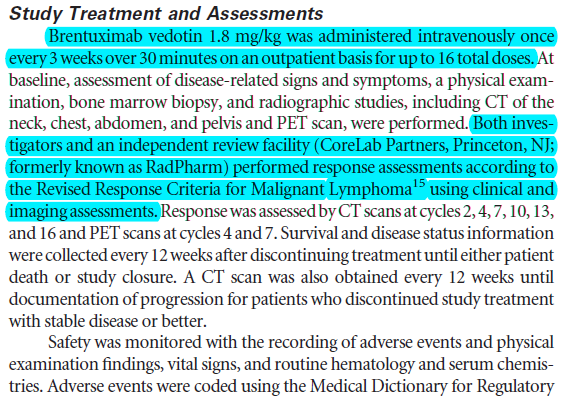 Study Treatment and Assessments
Brentuximab vedotin 1.8 mg/kg was administered intravenously once
every 3 weeks over 30 minutes on an outpatient basis for up to 16 total doses. At
baseline, assessment of disease-related signs and symptoms, a physical exam-
ination, bone marrow biopsy, and radiographic studies, including CT of the
neck, chest, abdomen, and pelvis and PET scan, were performed. Both inves-
tigators and an independent review facility (CoreLab Partners, Princeton, NJ;
formerly known as RadPharm) performed response assessments according to
the Revised Response Criteria for Malignant Lymphoma15 using clinical and
imaging assessments. Response was assessed by CT scans at cycles 2, 4, 7, 10, 13,
and 16 and PET scans at cycles 4 and 7. Survival and disease status information
were collected every 12 weeks after discontinuing treatment until either patient
death or study closure. A CT scan was also obtained every 12 weeks until
documentation of progression for patients who discontinued study treatment
with stable disease or better.
Safety was monitored with the recording of adverse events and physical
examination findings, vital signs, and routine hematology and serum chemis-
tries. Adverse events were coded using the Medical Dictionary for Regulatory